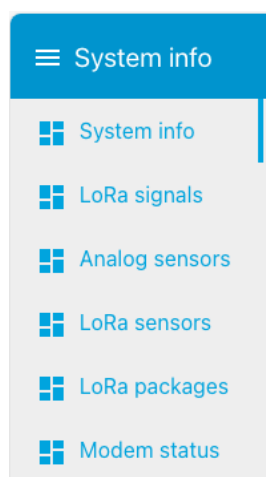 System info
System info
LoRa signals
Analog sensors
LoRa sensors
LoRa packages
Modem status